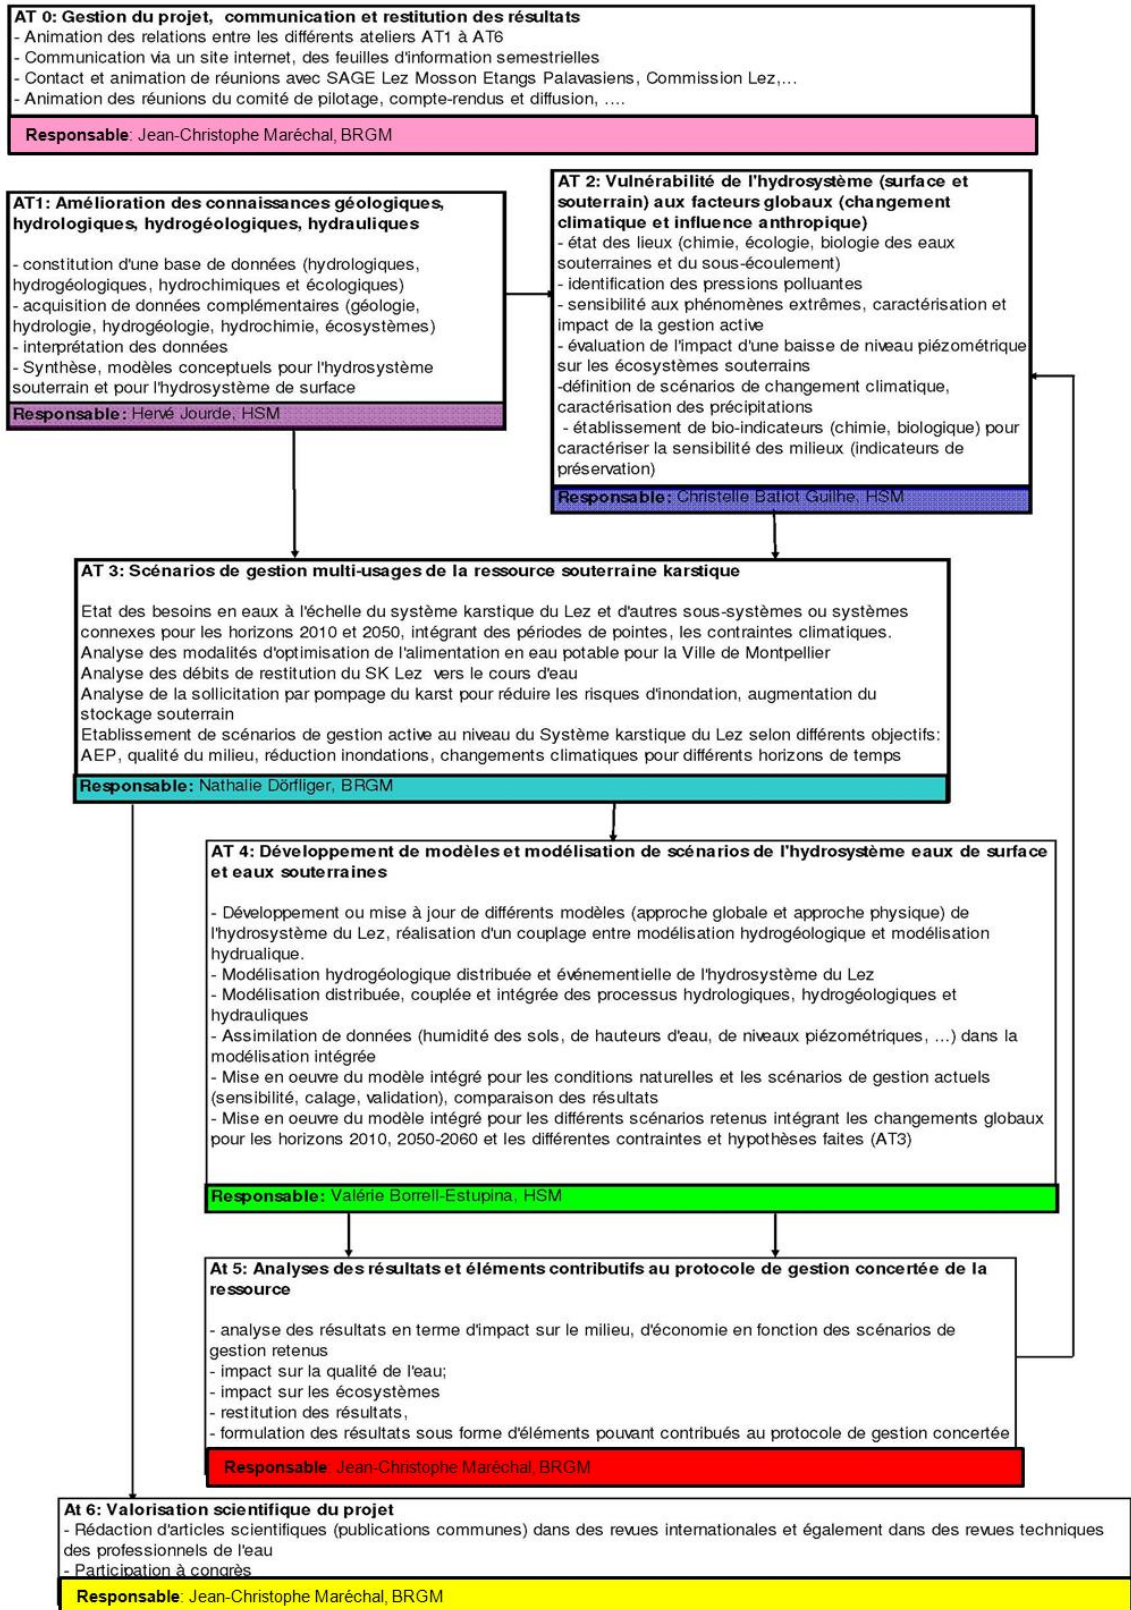 AT 0: Gestion du projet, communication et restitution des résultats
- Animation des relations entre les différents ateliers AT1 à AT6
- Communication via un site internet, des feuilles d'information semestrielles
- Contact et animation de réunions avec SAGE Lez Mosson Etangs Palavasiens, Commission Lez,...
- Animation des réunions du comité de pilotage, compte-rendus et diffusion, ....
Responsable: Jean-Christophe Maréchal, BRGM
AT1: Amélioration des connaissances géologiques,
hydrologiques, hydrogéologiques, hydrauliques
- constitution d'une base de données (hydrologiques,
hydrogéologiques, hydrochimiques et écologiques)
- acquisition de données complémentaires (géologie,
hydrologie, hydrogéologie, hydrochimie, écosystèmes)
- interprétation des données
- Synthèse, modèles conceptuels pour l'hydrosystème
souterrain et pour l'hydrosystème de surface
Responsable: Hervé Jourde, HSM
AT 2: Vulnérabilité de l'hydrosystème (surface et
souterrain) aux facteurs globaux (changement
climatique et influence anthropique)
- état des lieux (chimie, écologie, biologie des eaux
souterraines et du sous-écoulement)
- identification des pressions polluantes
- sensibilité aux phénomènes extrêmes, caractérisation et
impact de la gestion active
- évaluation de l'impact d'une baisse de niveau piézométrique
sur les écosystèmes souterrains
-définition de scénarios de changement climatique,
caractérisation des précipitations
- établissement de bio-indicateurs (chimie, biologique) pour
caractériser la sensibilité des milieux (indicateurs de
préservation)
Responsable: Christelle Batiot Guilhe, HSM
AT 3: Scénarios de gestion multi-usages de la ressource souterraine karstique
Etat des besoins en eaux à l'échelle du système karstique du Lez et d'autres sous-systèmes ou systèmes
connexes pour les horizons 2010 et 2050, intégrant des périodes de pointes, les contraintes climatiques.
Analyse des modalités d'optimisation de l'alimentation en eau potable pour la Ville de Montpellier
Analyse des débits de restitution du SK Lez vers le cours d'eau
Analyse de la sollicitation par pompage du karst pour réduire les risques d'inondation, augmentation du
stockage souterrain
Etablissement de scénarios de gestion active au niveau du Système karstique du Lez selon différents objectifs:
AEP, qualité du milieu, réduction inondations, changements climatiques pour différents horizons de temps
Responsable: Nathalie Dörfliger, BRGM
AT 4: Développement de modèles et modélisation de scénarios de l'hydrosystème eaux de surface
et eaux souterraines
- Développement ou mise à jour de différents modèles (approche globale et approche physique) de
l'hydrosystème du Lez, réalisation d'un couplage entre modélisation hydrogéologique et modélisation
hydrualique.
- Modélisation hydrogéologique distribuée et événementielle de l'hydrosystème du Lez
- Modélisation distribuée, couplée et intégrée des processus hydrologiques, hydrogéologiques et
hydrauliques
- Assimilation de données (humidité des sols, de hauteurs d'eau, de niveaux piézométriques, ...) dans la
modélisation intégrée
- Mise en oeuvre du modèle intégré pour les conditions naturelles et les scénarios de gestion actuels
(sensibilité, calage, validation), comparaison des résultats
- Mise en oeuvre du modèle intégré pour les différents scénarios retenus intégrant les changements globaux
pour les horizons 2010, 2050-2060 et les différentes contraintes et hypothèses faites (AT3)
Responsable: Valérie Borrell-Estupina, HSM
At 5: Analyses des résultats et éléments contributifs au protocole de gestion concertée de la
ressource
- analyse des résultats en terme d'impact sur le milieu, d'économie en fonction des scénarios de
gestion retenus
- impact sur la qualité de l'eau;
- impact sur les écosystèmes
- restitution des résultats,
- formulation des résultats sous forme d'éléments pouvant contribués au protocole de gestion concertée
Responsable: Jean-Christophe Maréchal, BRGM
At 6: Valorisation scientifique du projet
- Rédaction d'articles scientifiques (publications communes) dans des revues internationales et également dans des revues techniques
des professionnels de l'eau
- Participation à congrès
Responsable: Jean-Christophe Maréchal, BRGM